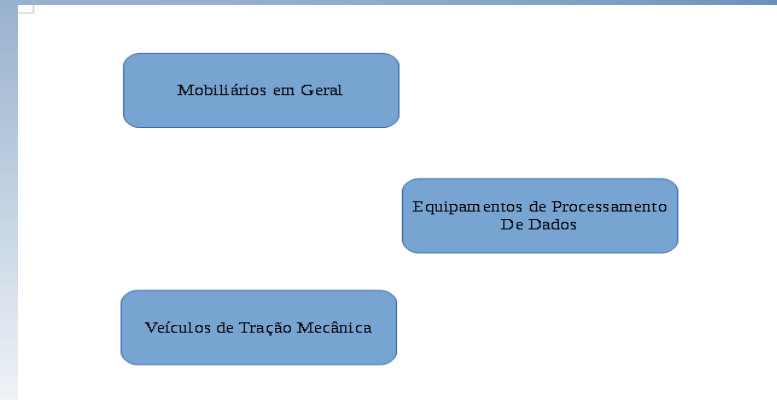 Mobiliários em Geral
Equipamentos de Processamento
De Dados
Veículos de Tração Mecânica